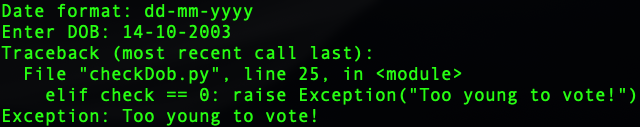 Date format: dd-mm-yyyy
Enter DOB: 14-10-2003
Traceback (most recent call last):
  File "checkDob.py", line 25, in <module>
    elif check == 0: raise Exception("Too young to vote!")
Exception: Too young to vote!